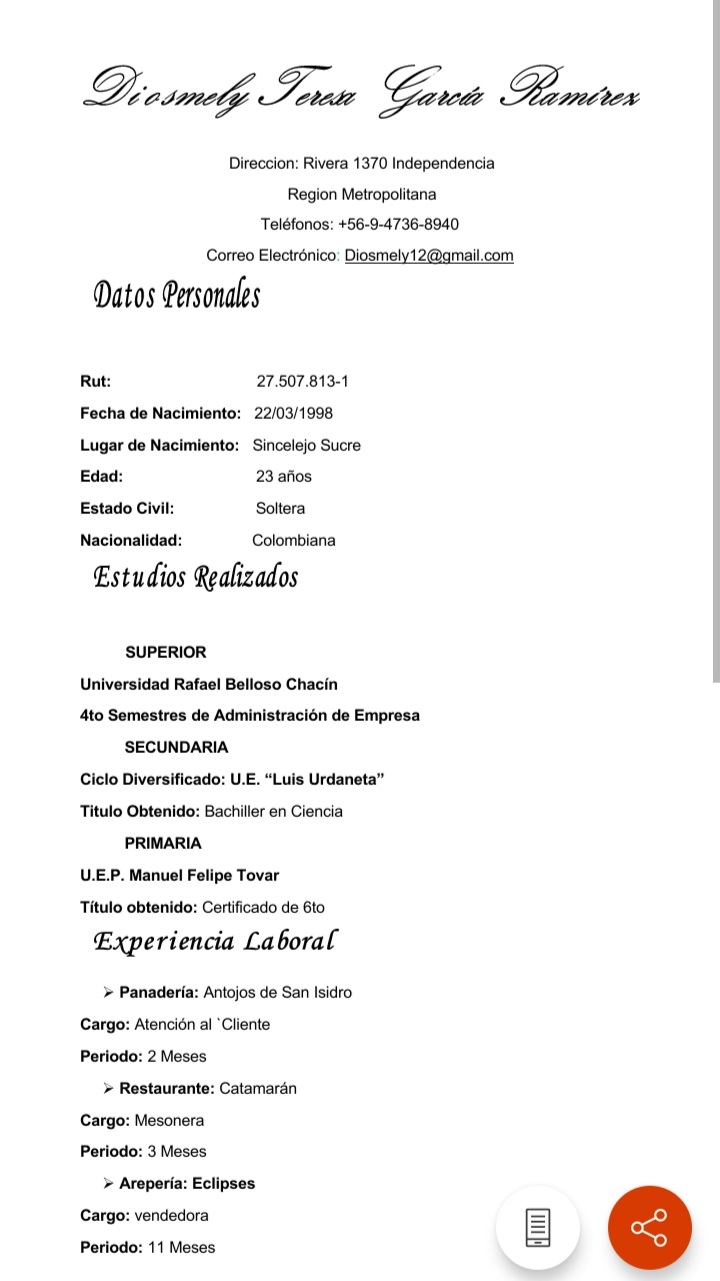 Diosmely Teresa García Ramírez
Direccion: Rivera 1370 Independencia
Region Metropolitana
Teléfonos: +56-9-4736-8940
Correo Electrónico: Diosmely12@gmail.com
Datos Personales
Rut: 27.507.813-1
Fecha de Nacimiento: 22/03/1998
Lugar de Nacimiento: Sincelejo Sucre
Edad: 23 años
Estado Civil: Soltera
Nacionalidad: Colombiana
Estudios Realizados
SUPERIOR
Universidad Rafael Belloso Chacín
4to Semestres de Administración de Empresa
SECUNDARIA
Ciclo Diversificado: U.E. “Luis Urdaneta”
Titulo Obtenido: Bachiller en Ciencia
PRIMARIA
U.E.P. Manuel Felipe Tovar
Título obtenido: Certificado de 6to
Experiencia Laboral
➢ Panadería: Antojos de San Isidro
Cargo: Atención al `Cliente
Periodo: 2 Meses
➢ Restaurante: Catamarán
Cargo: Mesonera
Periodo: 3 Meses
➢ Arepería: Eclipses
Cargo: vendedora
Periodo: 11 Meses